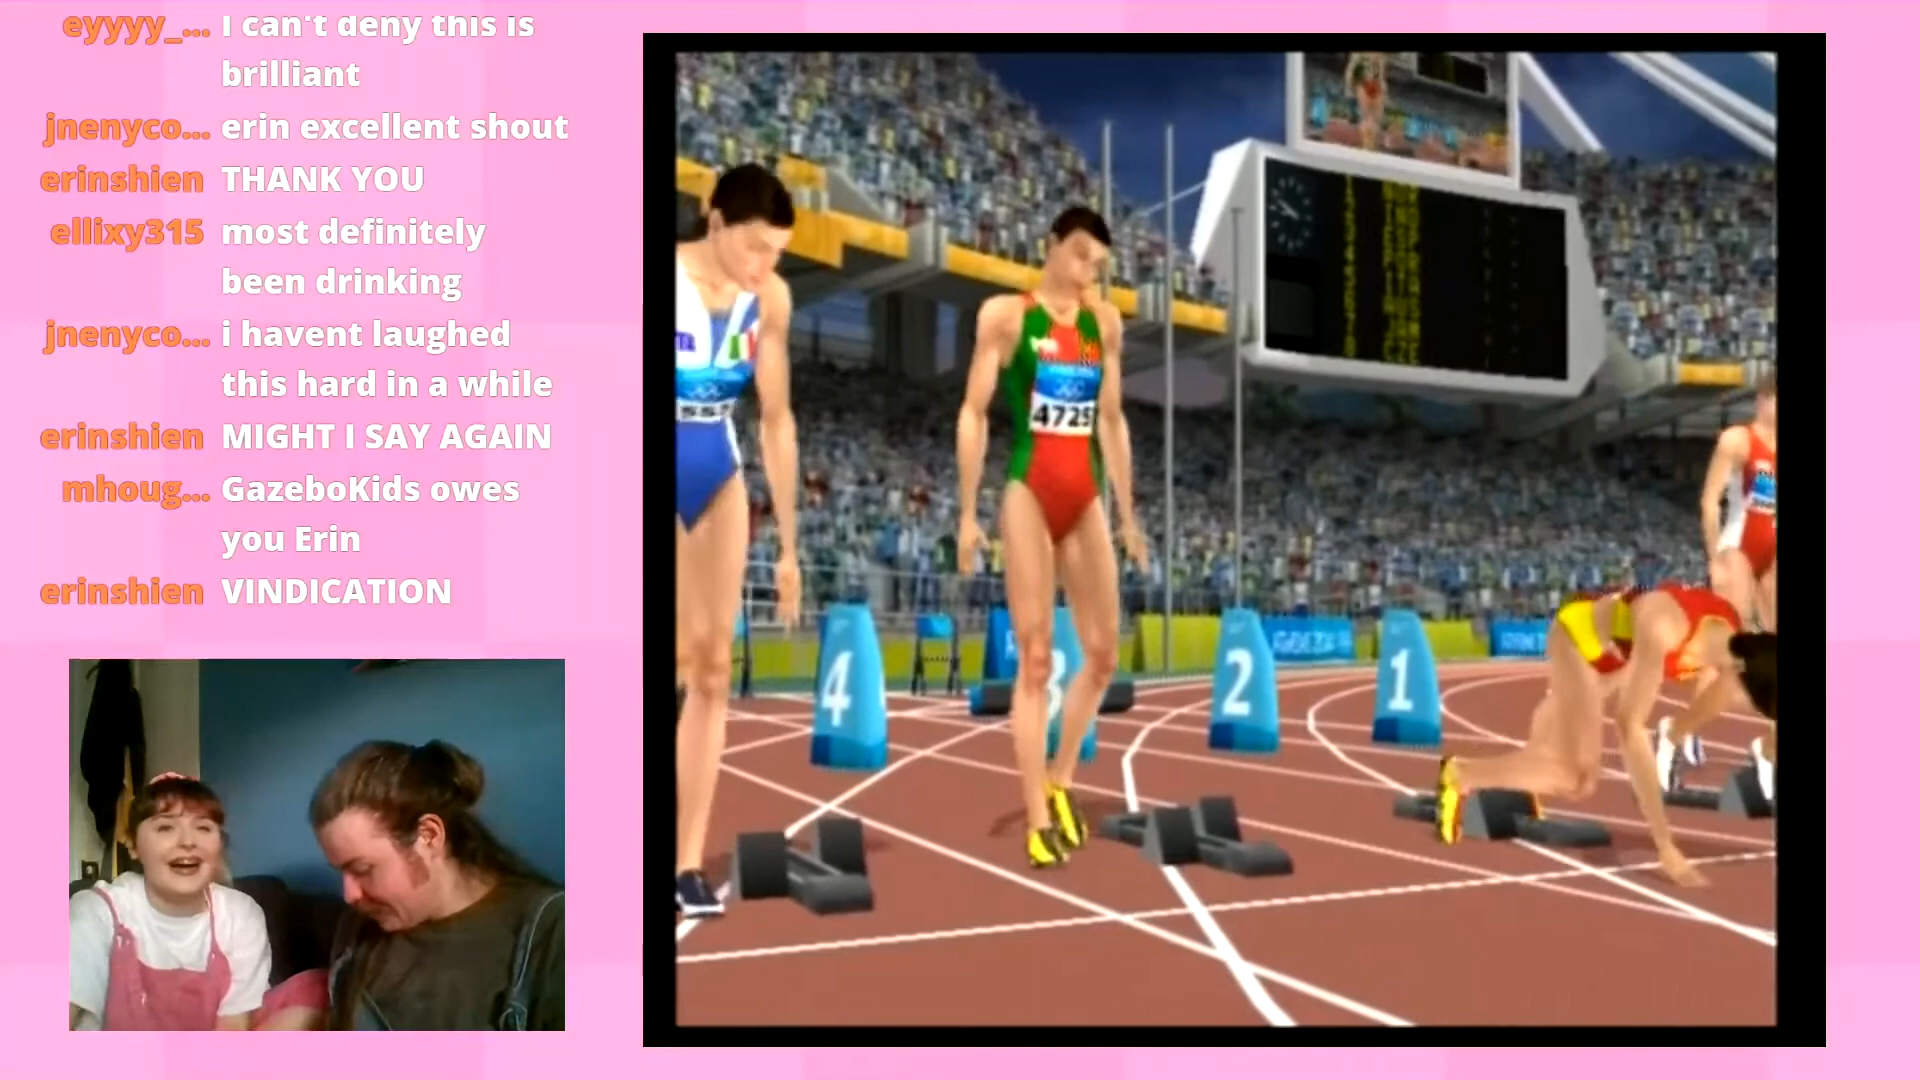 eyyyy_... I can't deny this is
brilliant
jnenyco... erin excellent shout
erinshien THANK YOU
ellixy315 most definitely
been drinking
jnenyco... i havent laughed
this hard in a while
erinshien MIGHT I SAY AGAIN
mhoug... GazeboKids owes
you Erin
erinshien VINDICATION
4725
4
3
2
1